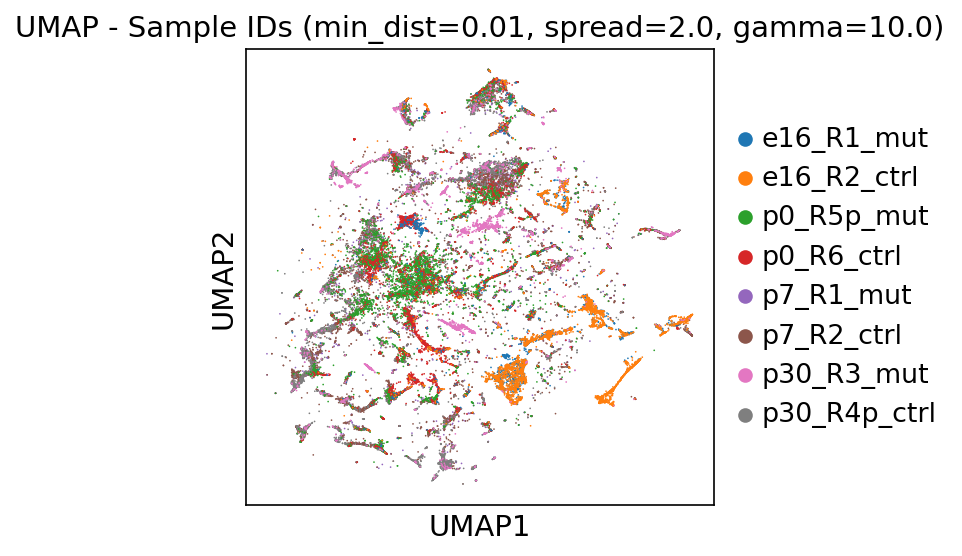 UMAP - Sample IDs (min_dist=0.01, spread=2.0, gamma=10.0)
UMAP2
e16_R1_mut
e16_R2_ctrl
p0_R5p_mut
p0_R6_ctrl
p7_R1_mut
p7_R2_ctrl
p30_R3_mut
p30_R4p_ctrl
UMAP1